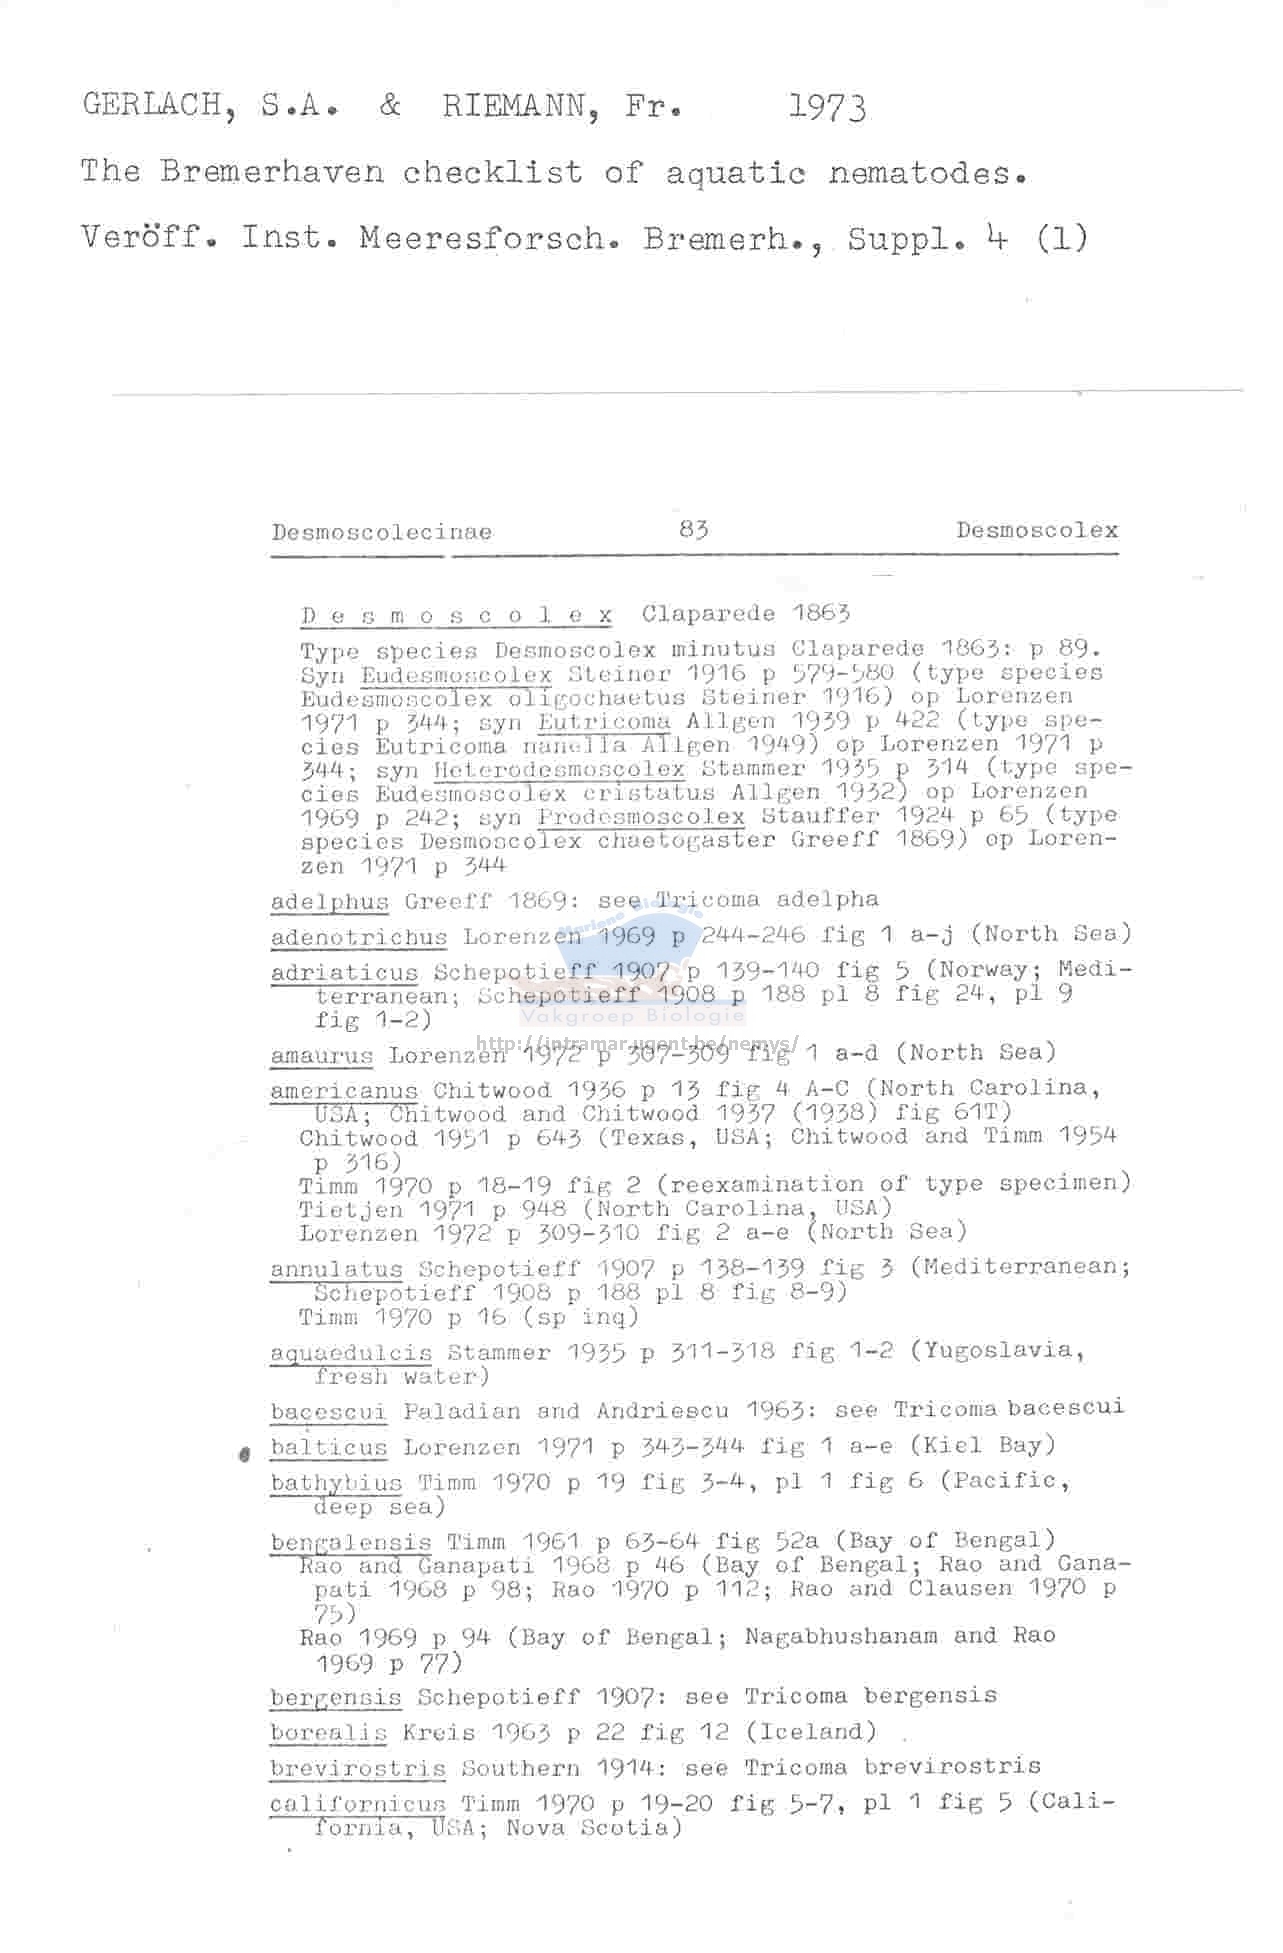 GERLACH, S.A. & RIEMANN, Fr. 1973
The Bremerhaven checklist of aquatic nematodes.
Veröff. Inst. Meeresforsch. Bremerh., Suppl. 4 (1)
Desmoscolecinae 83 Desmoscolex
D e s m o s c o l e x Claparede 1863
Type species Desmoscolex minutus Claparede 1863: p 89.
Syn Eudesmoscolex Steiner 1916 p 579-580 (type species
Eudesmoscolex oligochaetus Steiner 1916) op Lorenzen
1971 p 344; syn Eutricoma Allgen 1939 p 422 (type spe-
cies Eutricoma nanella Allgen 1949) op Lorenzen 1971 p
344; syn Heterodesmoscolex Stammer 1935 p 314 (type spe-
cies Eudesmoscolex cristatus Allgen 1932) op Lorenzen
1969 p 242; syn Prodesmoscolex Stauffer 1924 p 65 (type
species Desmoscolex chaetogaster Greeff 1869) op Loren-
zen 1971 p 344
adelphus Greeff 1869: see Tricoma adelpha
adenotrichus Lorenzen 1969 p 244-246 fig 1 a-j (North Sea)
adriaticus Schepotieff 1907 p 139-140 fig 5 (Norway; Medi-
terranean; Schepotieff 1908 p 188 pl 8 fig 24, pl 9
fig 1-2)
Mariene Biologie
Vakgroep Biologie
http://intramar.ugent.be/nemys/
amaurus Lorenzen 1972 p 307-309 fig 1 a-d (North Sea)
americanus Chitwood 1936 p 13 fig 4 A-C (North Carolina,
USA; Chitwood and Chitwood 1937 (1938) fig 61T)
Chitwood 1951 p 643 (Texas, USA; Chitwood and Timm 1954
p 316)
Timm 1970 p 18-19 fig 2 (reexamination of type specimen)
Tietjen 1971 p 948 (North Carolina, USA)
Lorenzen 1972 p 309-310 fig 2 a-e (North Sea)
annulatus Schepotieff 1907 p 138-139 fig 3 (Mediterranean;
Schepotieff 1908 p 188 pl 8 fig 8-9)
Timm 1970 p 16 (sp inq)
aquaedulcis Stammer 1935 p 311-318 fig 1-2 (Yugoslavia,
fresh water)
bacescui Paladian and Andriescu 1963: see Tricoma bacescui
balticus Lorenzen 1971 p 343-344 fig 1 a-e (Kiel Bay)
bathybius Timm 1970 p 19 fig 3-4, pl 1 fig 6 (Pacific,
deep sea)
bengalensis Timm 1961 p 63-64 fig 52a (Bay of Bengal)
Rao and Ganapati 1968 p 46 (Bay of Bengal; Rao and Gana-
pati 1968 p 98; Rao 1970 p 112; Rao and Clausen 1970 p
75)
Rao 1969 p 94 (Bay of Bengal; Nagabhushanam and Rao
1969 p 77)
bergensis Schepotieff 1907: see Tricoma bergensis
borealis Kreis 1963 p 22 fig 12 (Iceland)
brevirostris Southern 1914: see Tricoma brevirostris
californicus Timm 1970 p 19-20 fig 5-7, pl 1 fig 5 (Cali-
fornia, USA; Nova Scotia)